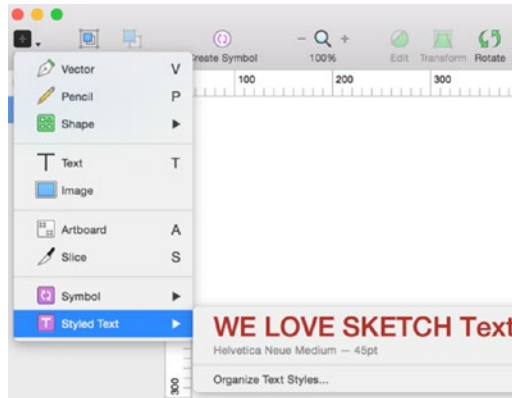 Create Symbol
100%
Edit
Transform
Rotate
100
200
300
Vector V
Pencil P
Shape
Text T
Image
Artboard A
Slice S
Symbol
Styled Text
WE LOVE SKETCH Text
Helvetica Neue Medium — 45pt
Organize Text Styles...
300